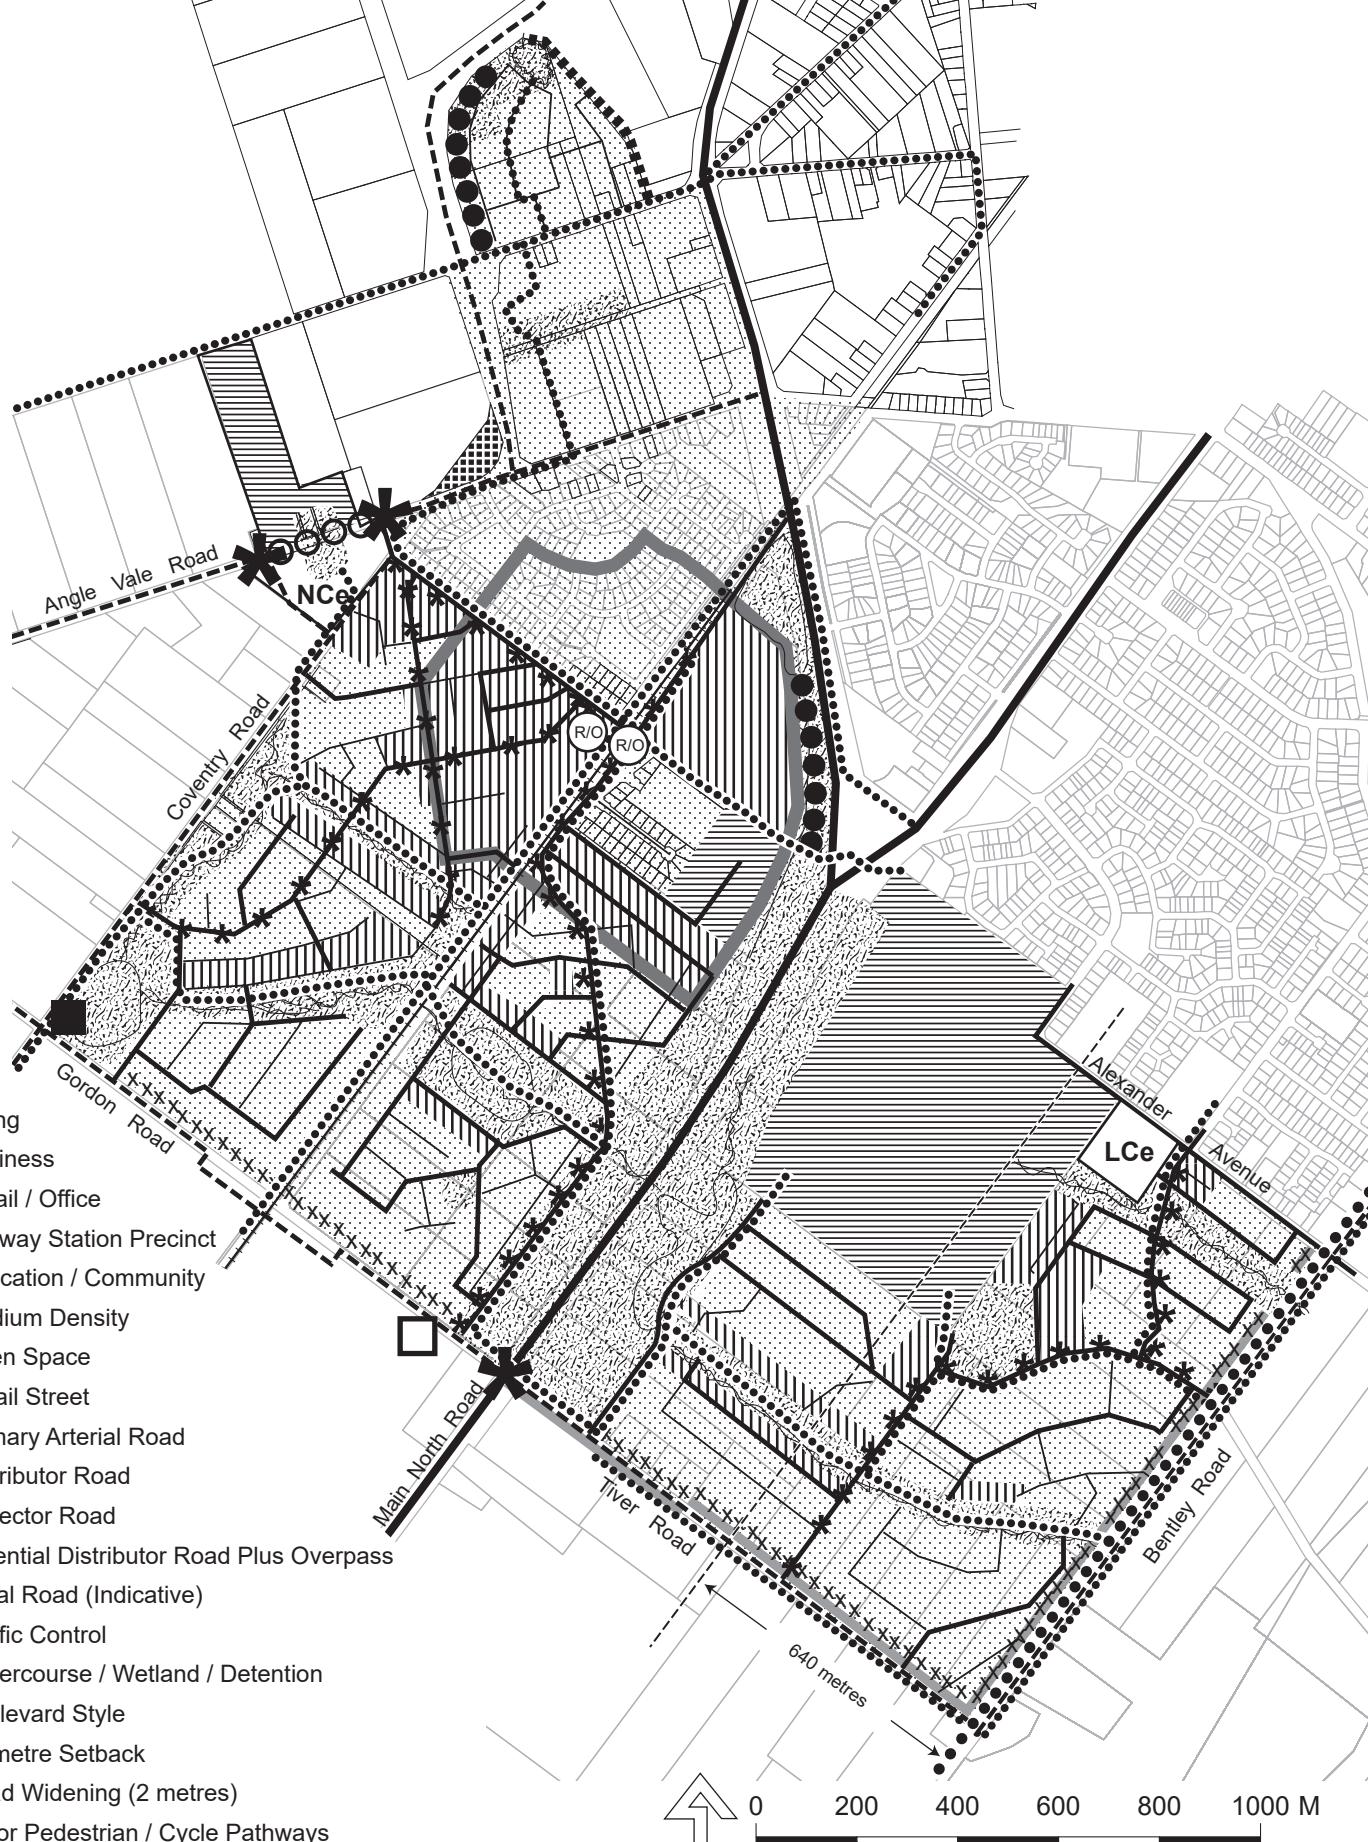 Angle Vale Road
NCe
Coventry Road
R/O
R/O
Gordon Road
Alexander
Avenue
LCe
Main North Road
Tiver Road
Bentley Road
640 metres
ng
iness
ail / Office
way Station Precinct
cation / Community
dium Density
en Space
ail Street
nary Arterial Road
ributor Road
ector Road
ential Distributor Road Plus Overpass
al Road (Indicative)
fic Control
ercourse / Wetland / Detention
levard Style
metre Setback
d Widening (2 metres)
or Pedestrian / Cycle Pathways
0 200 400 600 800 1000 M